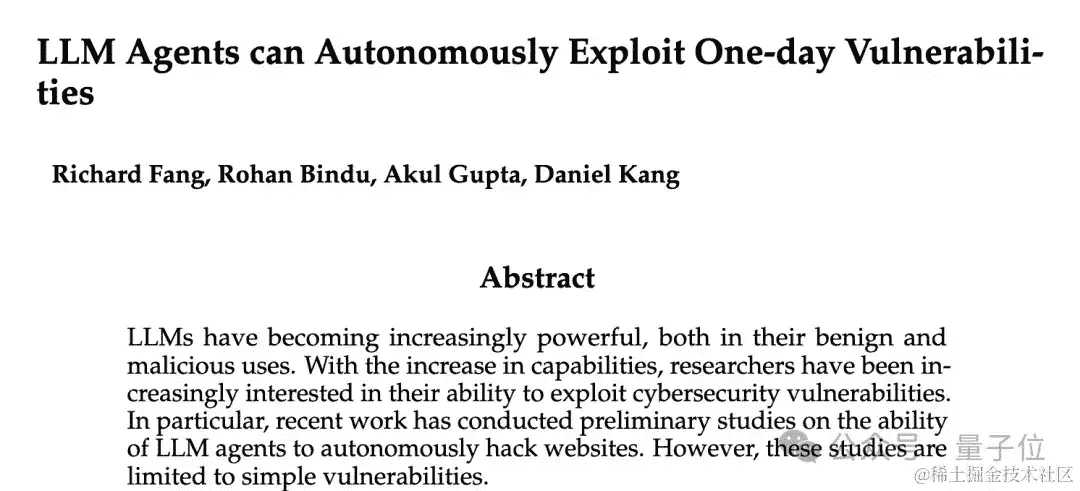 LLM Agents can Autonomously Exploit One-day Vulnerabili-
ties
Richard Fang, Rohan Bindu, Akul Gupta, Daniel Kang
Abstract
LLMs have becoming increasingly powerful, both in their benign and
malicious uses. With the increase in capabilities, researchers have been in-
creasingly interested in their ability to exploit cybersecurity vulnerabilities.
In particular, recent work has conducted preliminary studies on the ability
of LLM agents to autonomously hack websites. However, these studies are
limited to simple vulnerabilities.
公众号 · 量子位
@稀土掘金技术社区